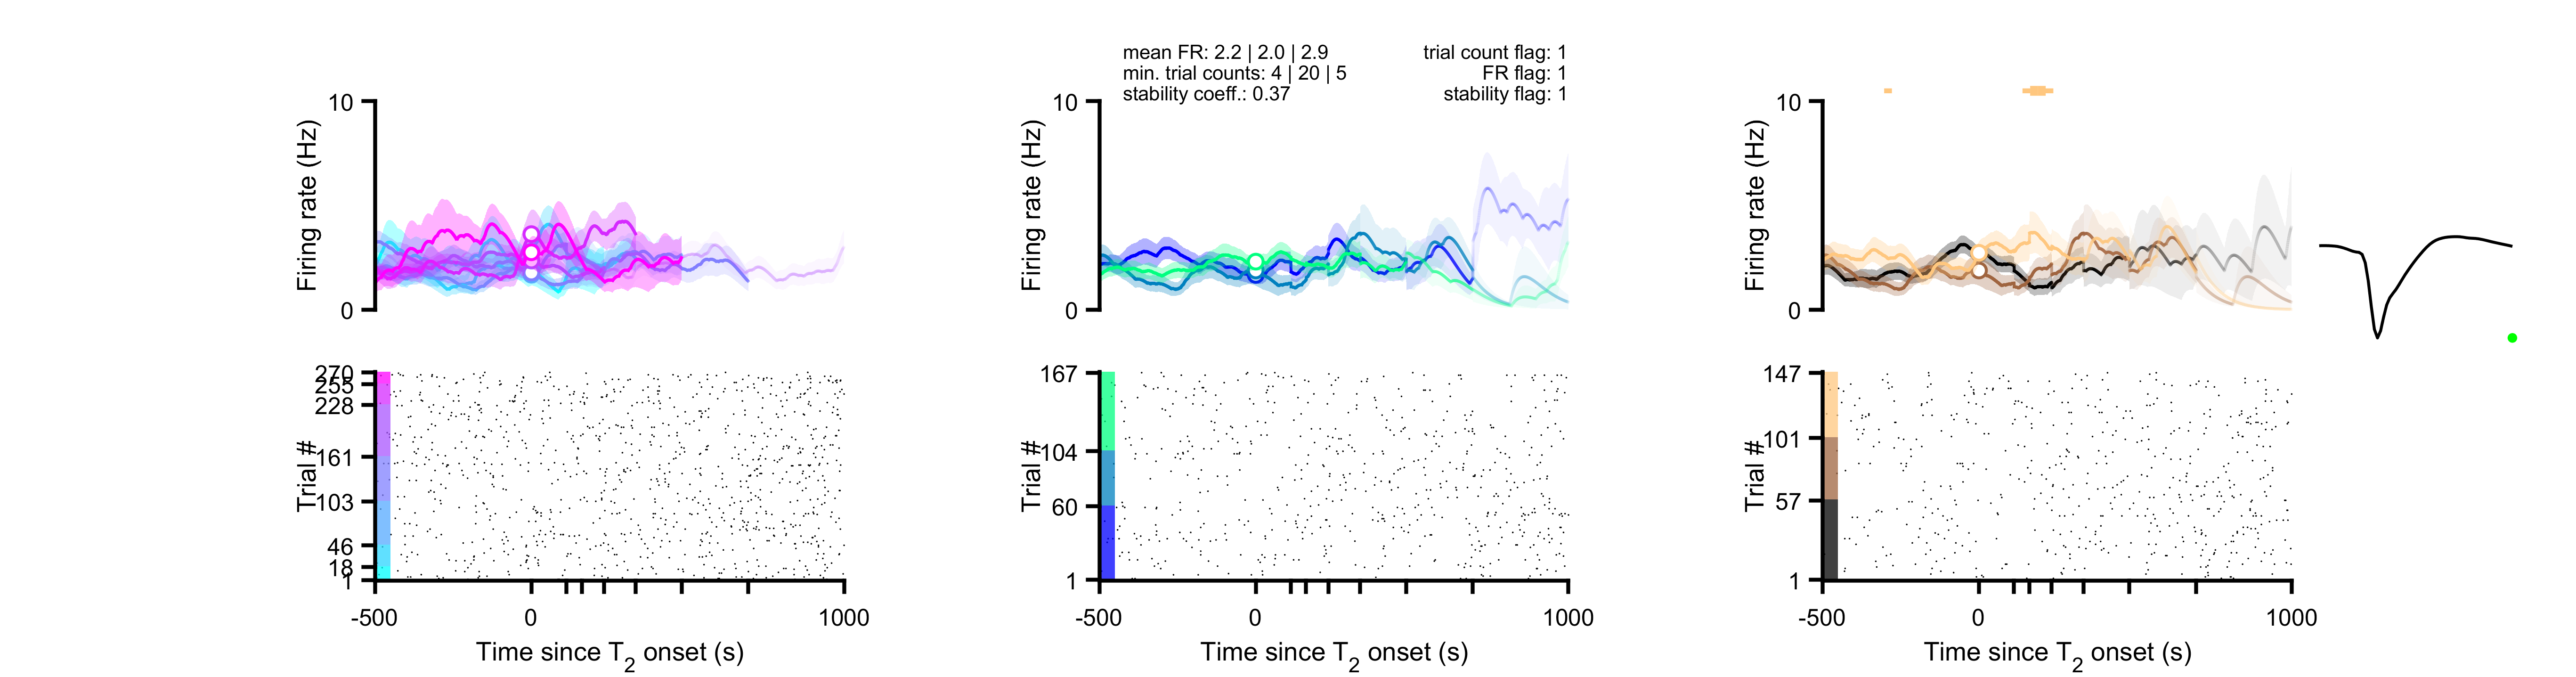 mean FR: 2.2 | 2.0 | 2.9
min. trial counts: 4 | 20 | 5
stability coeff.: 0.37
trial count flag: 1
FR flag: 1
stability flag: 1
Firing rate (Hz)
10
0
Firing rate (Hz)
10
0
Firing rate (Hz)
10
0
Trial #
270
255
228
161
103
46
18
1
-500
0
1000
Time since T2 onset (s)
Trial #
167
104
60
1
-500
0
1000
Time since T2 onset (s)
Trial #
147
101
57
1
-500
0
1000
Time since T2 onset (s)